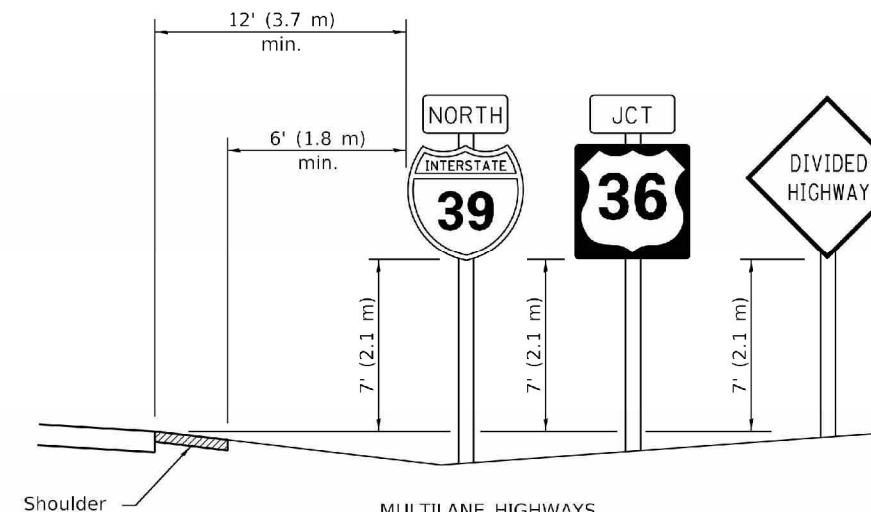 12' (3.7 m)
min.
6' (1.8 m)
min.
NORTH
INTERSTATE
39
JCT
36
DIVIDED
HIGHWAY
7' (2.1 m)
7' (2.1 m)
7' (2.1 m)
Shoulder
MULTILANE HIGHWAYS